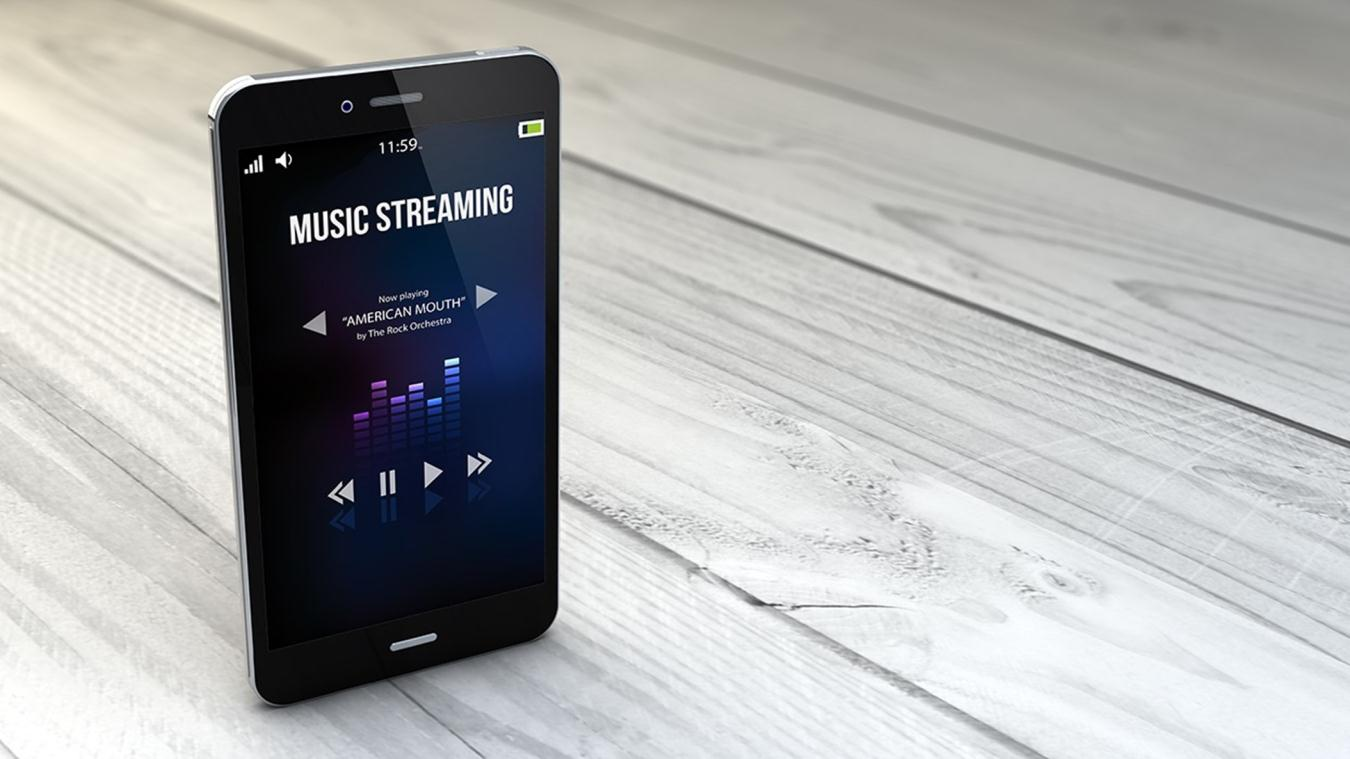 11:59
MUSIC STREAMING
Now playing
“AMERICAN MOUTH”
by The Rock Orchestra